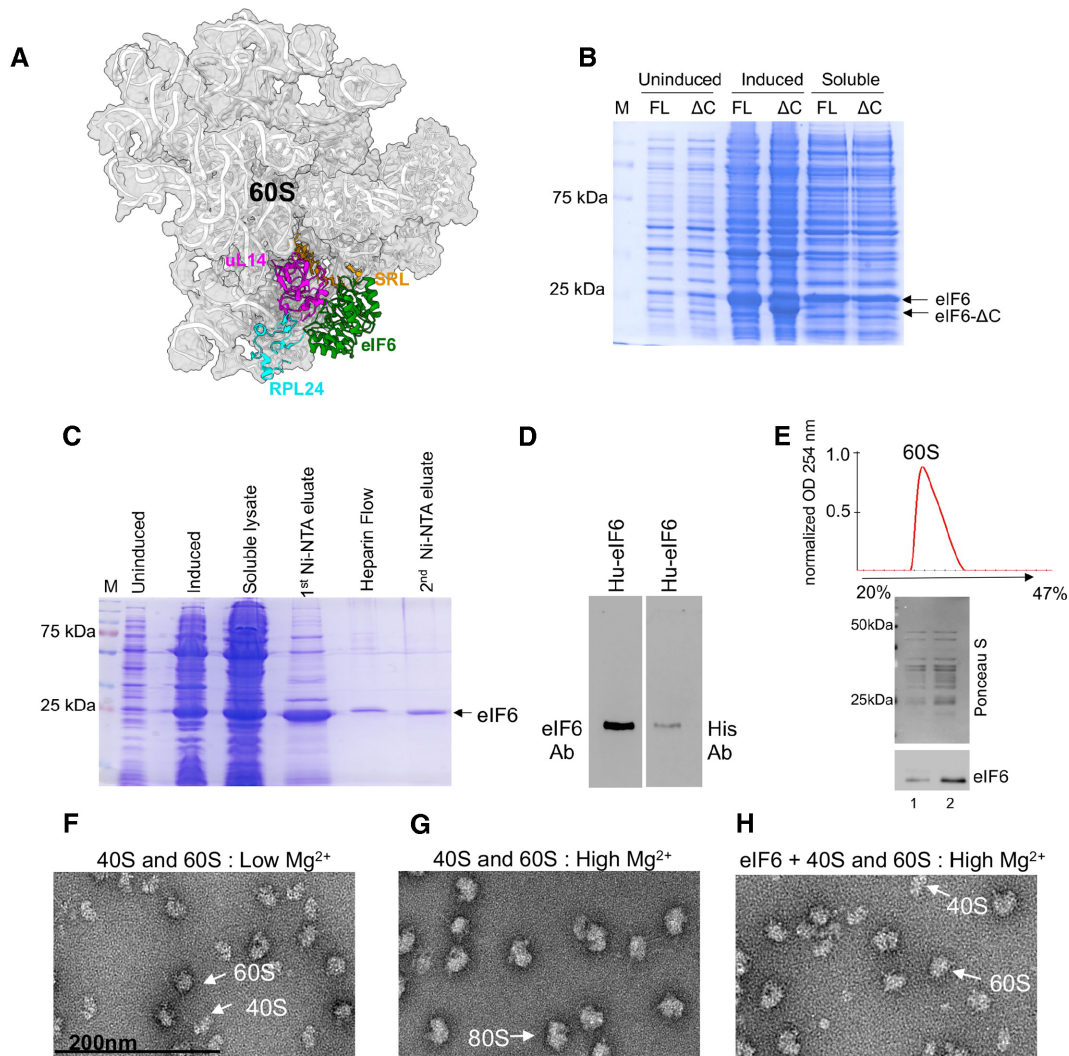 A
60S
uL14
SRL
eIF6
RPL24
B
Uninduced Induced Soluble
M FL ΔC FL ΔC FL ΔC
75 kDa
25 kDa
eIF6
eIF6-ΔC
C
M
Uninduced
Induced
Soluble lysate
1st Ni-NTA eluate
Heparin Flow
2nd Ni-NTA eluate
75 kDa
25 kDa
eIF6
D
Hu-eIF6
Hu-eIF6
eIF6
Ab
His
Ab
E
normalized OD 254 nm
1.0
0.5
60S
20%
47%
50kDa
25kDa
Ponceau S
eIF6
1 2
F
40S and 60S : Low Mg2+
60S
40S
200nm
G
40S and 60S : High Mg2+
80S
H
eIF6 + 40S and 60S : High Mg2+
40S
60S